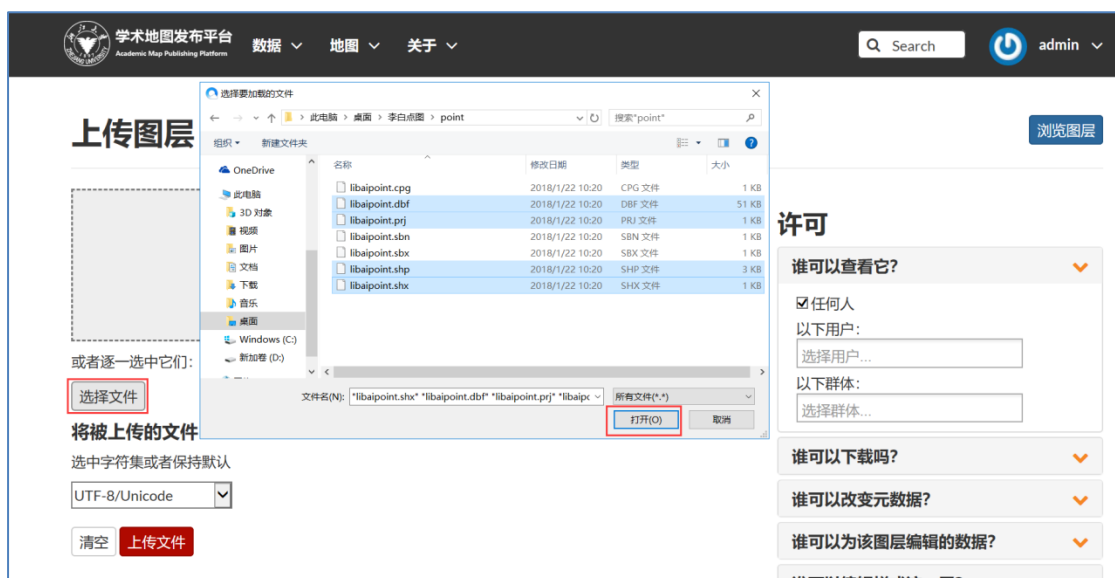 学术地图发布平台
Academic Map Publishing Platform
数据 地图 关于
Search
admin
上传图层
浏览图层
选择要加载的文件
此电脑 > 桌面 > 李白点图 > point
搜索"point"
组织 新建文件夹
名称 修改日期 类型 大小
OneDrive
此电脑
3D 对象
视频
图片
文档
下载
音乐
桌面
Windows (C:)
新加卷 (D:)
libaipoint.cpg 2018/1/22 10:20 CPG 文件 1 KB
libaipoint.dbf 2018/1/22 10:20 DBF 文件 51 KB
libaipoint.prj 2018/1/22 10:20 PRJ 文件 1 KB
libaipoint.sbn 2018/1/22 10:20 SBN 文件 1 KB
libaipoint.sbx 2018/1/22 10:20 SBX 文件 1 KB
libaipoint.shp 2018/1/22 10:20 SHP 文件 3 KB
libaipoint.shx 2018/1/22 10:20 SHX 文件 1 KB
文件名(N): "libaipoint.shx" "libaipoint.dbf" "libaipoint.prj" "libaipc
所有文件(*.*)
打开(O) 取消
或者逐一选中它们:
选择文件
将被上传的文件
选中字符集或者保持默认
UTF-8/Unicode
清空 上传文件
许可
谁可以查看它?
任何人
以下用户:
选择用户...
以下群体:
选择群体...
谁可以下载吗?
谁可以改变元数据?
谁可以为该图层编辑的数据?